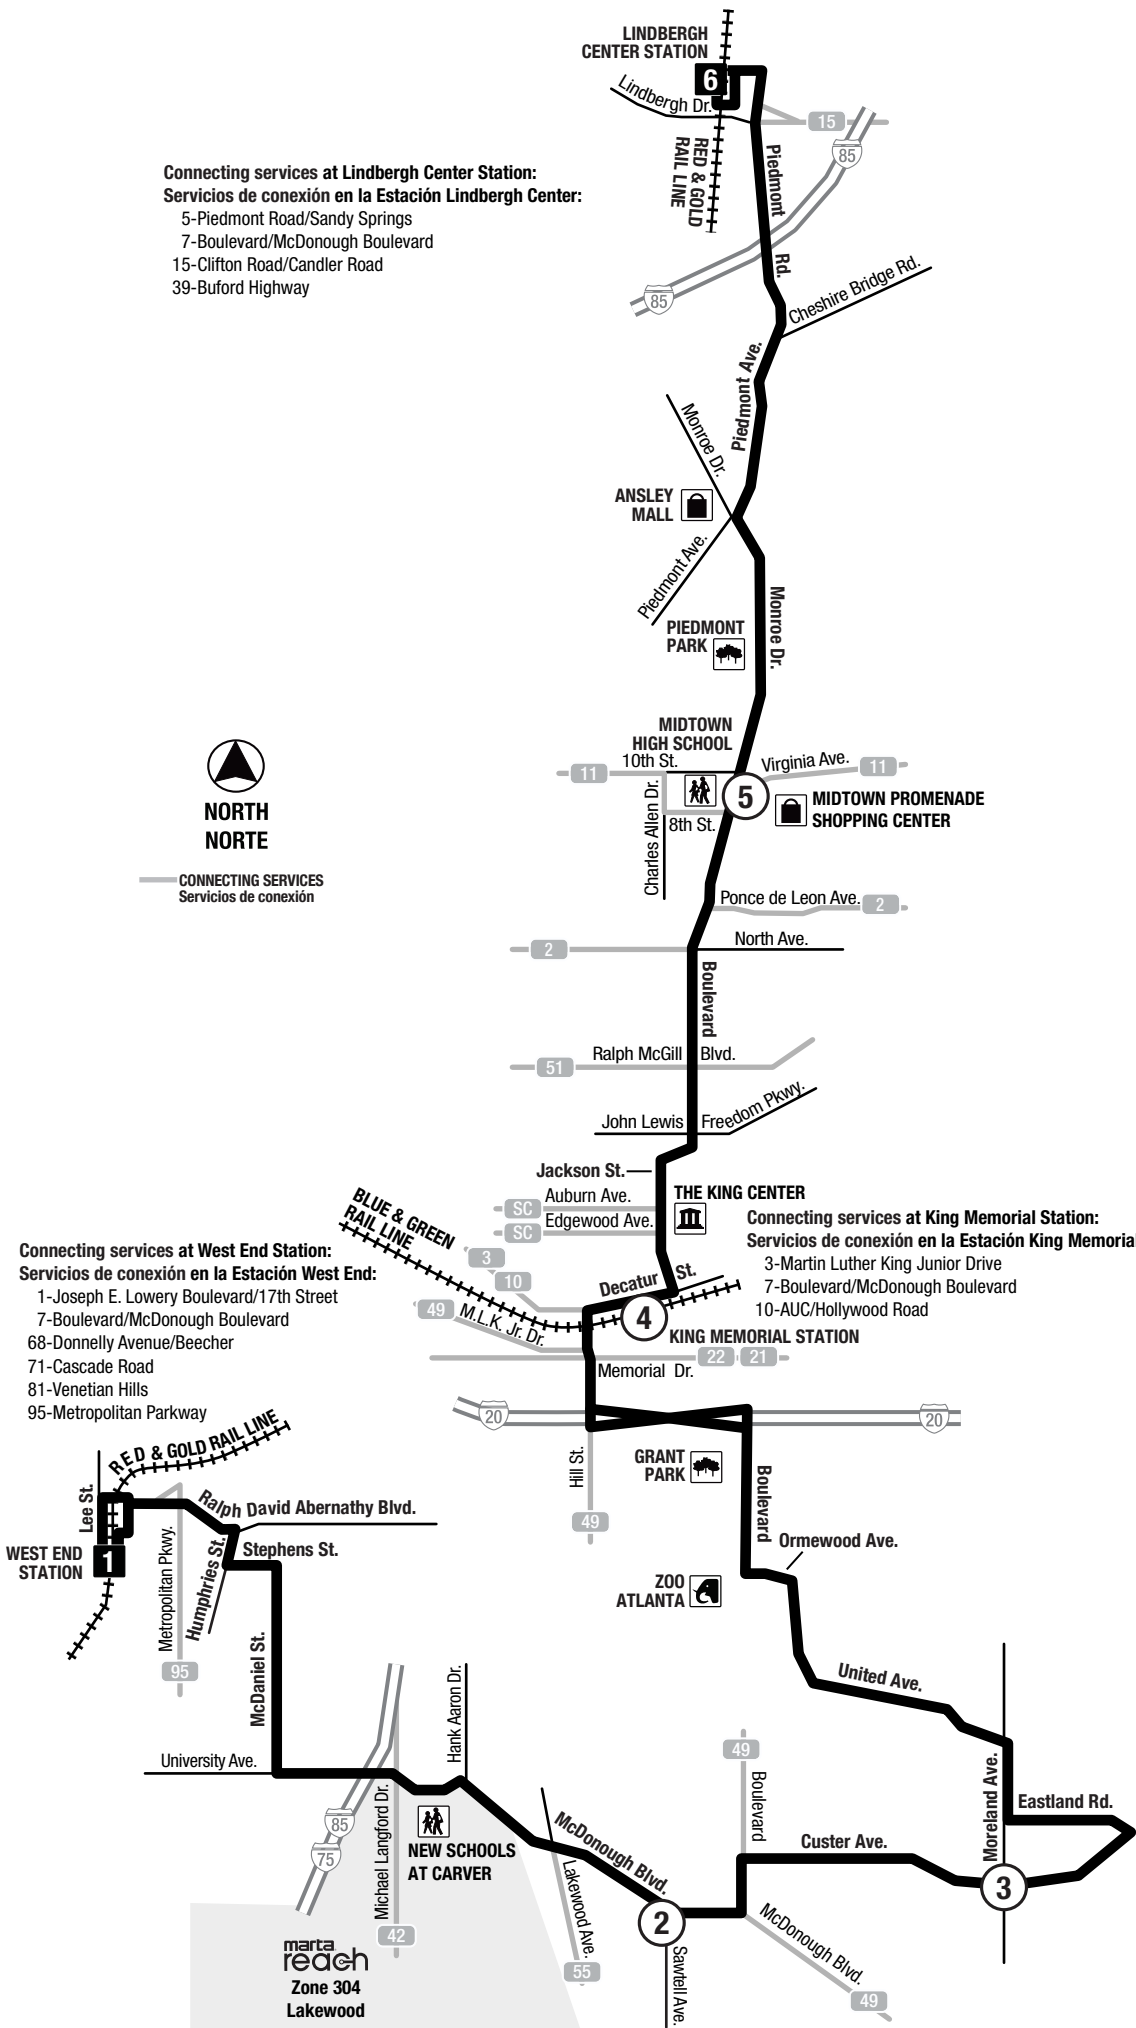 LINDBERGH
CENTER STATION
6
Lindbergh Dr.
15
85
RED & GOLD
RAIL LINE
Piedmont
Rd.
Connecting services at Lindbergh Center Station:
Servicios de conexión en la Estación Lindbergh Center:
5-Piedmont Road/Sandy Springs
7-Boulevard/McDonough Boulevard
15-Clifton Road/Candler Road
39-Buford Highway
85
Cheshire Bridge Rd.
Piedmont Ave.
Monroe Dr.
ANSLEY
MALL
Piedmont Ave.
Monroe Dr.
PIEDMONT
PARK
MIDTOWN
HIGH SCHOOL
10th St.
11
Virginia Ave.
11
5
MIDTOWN PROMENADE
SHOPPING CENTER
Charles Allen Dr.
8th St.
NORTH
NORTE
CONNECTING SERVICES
Servicios de conexión
Ponce de Leon Ave.
2
North Ave.
2
Boulevard
Ralph McGill
Blvd.
51
John Lewis
Freedom Pkwy.
Jackson St.
Auburn Ave.
SC
Edgewood Ave.
SC
THE KING CENTER
BLUE & GREEN
RAIL LINE
Connecting services at King Memorial Station:
Servicios de conexión en la Estación King Memorial
3-Martin Luther King Junior Drive
7-Boulevard/McDonough Boulevard
10-AUC/Hollywood Road
3
10
49
M.L.K. Jr. Dr.
Decatur
St.
4
KING MEMORIAL STATION
22
21
Memorial Dr.
Connecting services at West End Station:
Servicios de conexión en la Estación West End:
1-Joseph E. Lowery Boulevard/17th Street
7-Boulevard/McDonough Boulevard
68-Donnelly Avenue/Beecher
71-Cascade Road
81-Venetian Hills
95-Metropolitan Parkway
20
20
Hill St.
49
GRANT
PARK
Boulevard
RED & GOLD RAIL LINE
Lee St.
Ralph David Abernathy Blvd.
WEST END
STATION
1
Stephens St.
Humphries St.
Metropolitan Pkwy.
95
McDaniel St.
Ormewood Ave.
ZOO
ATLANTA
United Ave.
Hank Aaron Dr.
University Ave.
85
75
Michael Langford Dr.
42
NEW SCHOOLS
AT CARVER
McDonough Blvd.
Lakewood Ave.
55
2
Sawtell Ave.
49
Boulevard
Custer Ave.
McDonough Blvd.
49
Moreland Ave.
Eastland Rd.
3
marta
reach
Zone 304
Lakewood